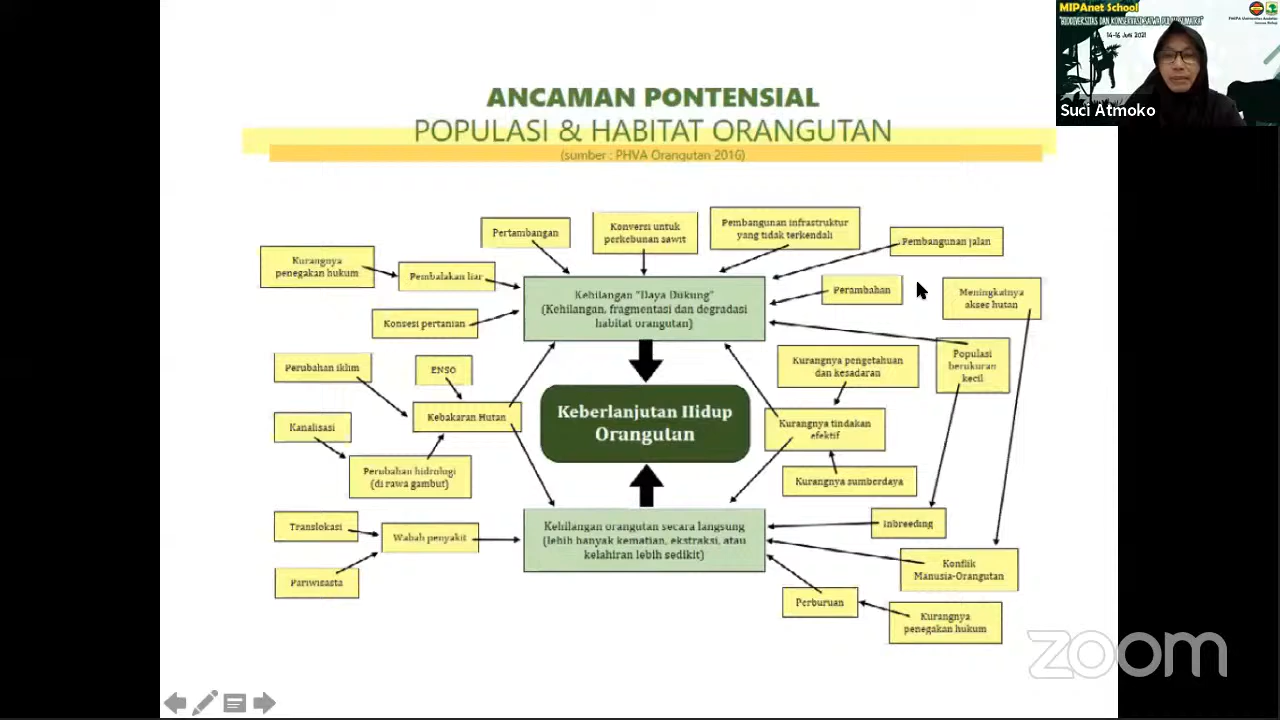 MIPAnet School
14-16 Juni 2021
Suci Atmoko
ANCAMAN PONTENSIAL
POPULASI & HABITAT ORANGUTAN
(sumber : PHVA Orangutan 2016)
Pertambangan
Konversi untuk
perkebunan sawit
Pembangunan infrastruktur
yang tidak terkendali
Pembangunan jalan
Kurangnya
penegakan hukum
Pembalakan liar
Kehilangan "Daya Dukung"
(Kehilangan, fragmentasi dan degradasi
habitat orangutan)
Perambahan
Meningkatnya
akses hutan
Konsesi pertanian
Perubahan iklim
ENSO
Kurangnya pengetahuan
dan kesadaran
Populasi
berukuran
kecil
Kebakaran Hutan
Keberlanjutan Hidup
Orangutan
Kurangnya tindakan
efektif
Kanalisasi
Perubahan hidrologi
(di rawa gambut)
Kurangnya sumberdaya
Translokasi
Wabah penyakit
Kehilangan orangutan secara langsung
(lebih banyak kematian, ekstraksi, atau
kelahiran lebih sedikit)
Inbreeding
Pariwisasta
Konflik
Manusia-Orangutan
Perburuan
Kurangnya
penegakan hukum
zoom